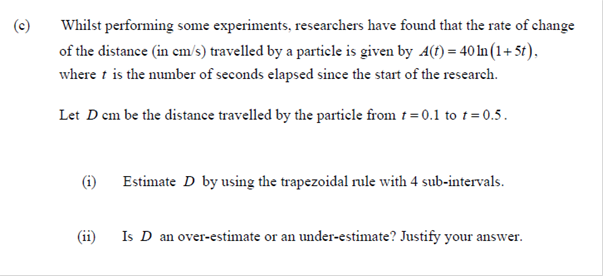 (c) Whilst performing some experiments, researchers have found that the rate of change
of the distance (in cm/s) travelled by a particle is given by A(t) = 40 ln(1+5t),
where t is the number of seconds elapsed since the start of the research.
Let D cm be the distance travelled by the particle from t = 0.1 to t = 0.5.
(i) Estimate D by using the trapezoidal rule with 4 sub-intervals.
(ii) Is D an over-estimate or an under-estimate? Justify your answer.